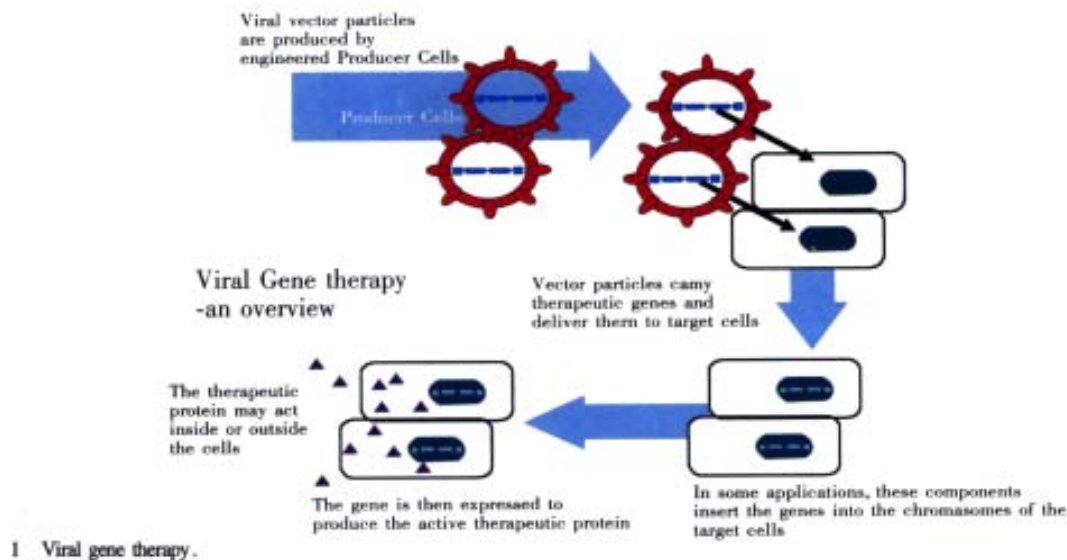 Viral vector particles
are produced by
engineered Producer Cells
Producer Cells
Viral Gene therapy
-an overview
Vector particles camy
therapeutic genes and
deliver them to target cells
The therapeutic
protein may act
inside or outside
the cells
The gene is then expressed to
produce the active therapeutic protein
In some applications, these components
insert the genes into the chromasomes of the
target cells
1 Viral gene therapy.